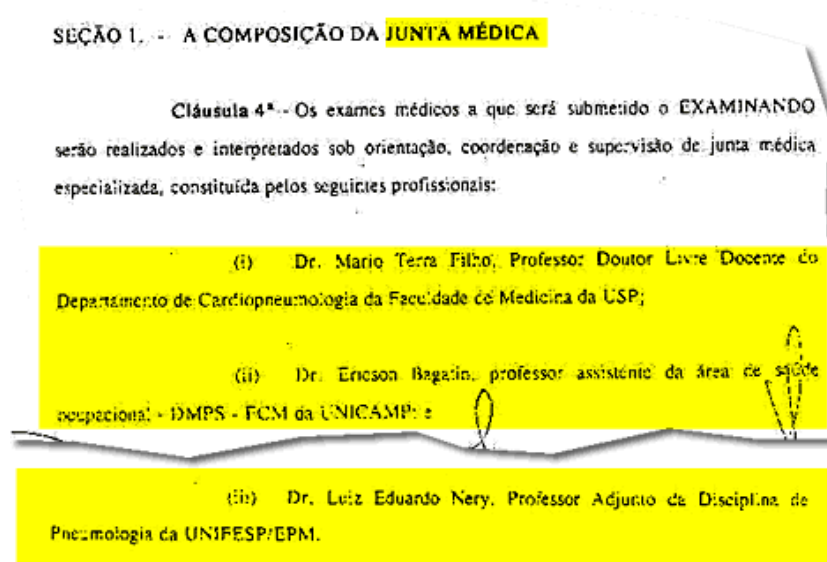 SEÇÃO 1. - A COMPOSIÇÃO DA JUNTA MÉDICA
Cláusula 4ª - Os exames médicos a que será submetido o EXAMINANDO
serão realizados e interpretados sob orientação, coordenação e supervisão de junta médica
especializada, constituída pelos seguintes profissionais:
(i) Dr. Mario Terra Filho, Professor Doutor Livre Docente do
Departamento de Cardiopneumologia da Faculdade de Medicina da USP;
(ii) Dr. Ericson Bagatin, professor assistente da área de saúde
ocupacional - DMPS - FCM da UNICAMP; e
(iii) Dr. Luiz Eduardo Nery, Professor Adjunto da Disciplina de
Pneumologia da UNIFESP/EPM.